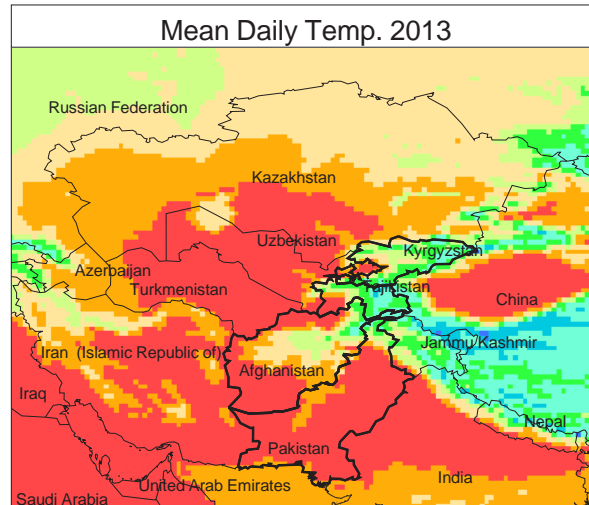 Mean Daily Temp. 2013
Russian Federation
Kazakhstan
Uzbekistan
Kyrgyzstan
Azerbaijan
Turkmenistan
Tajikistan
China
Iran (Islamic Republic of)
Jammu/Kashmir
Afghanistan
Iraq
Nepal
Pakistan
United Arab Emirates
India
Saudi Arabia